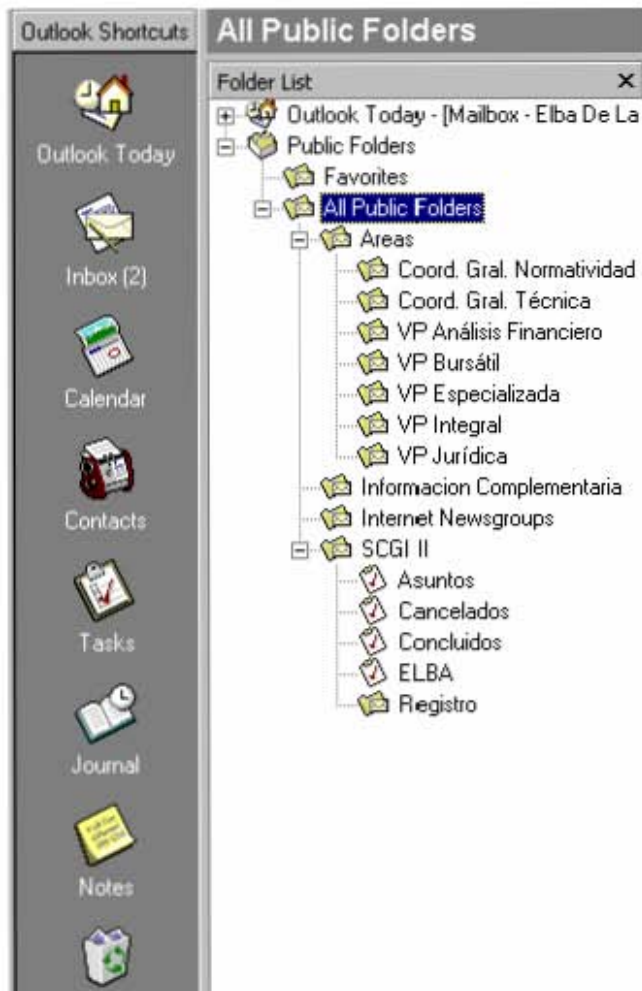 Outlook Shortcuts
Outlook Today
Inbox (2)
Calendar
Contacts
Tasks
Journal
Notes
All Public Folders
Folder List
Outlook Today - [Mailbox - Elba De La
Public Folders
Favorites
All Public Folders
Areas
Coord. Gral. Normatividad
Coord. Gral. Técnica
VP Análisis Financiero
VP Bursátil
VP Especializada
VP Integral
VP Jurídica
Informacion Complementaria
Internet Newsgroups
SCGI II
Asuntos
Cancelados
Concluidos
ELBA
Registro